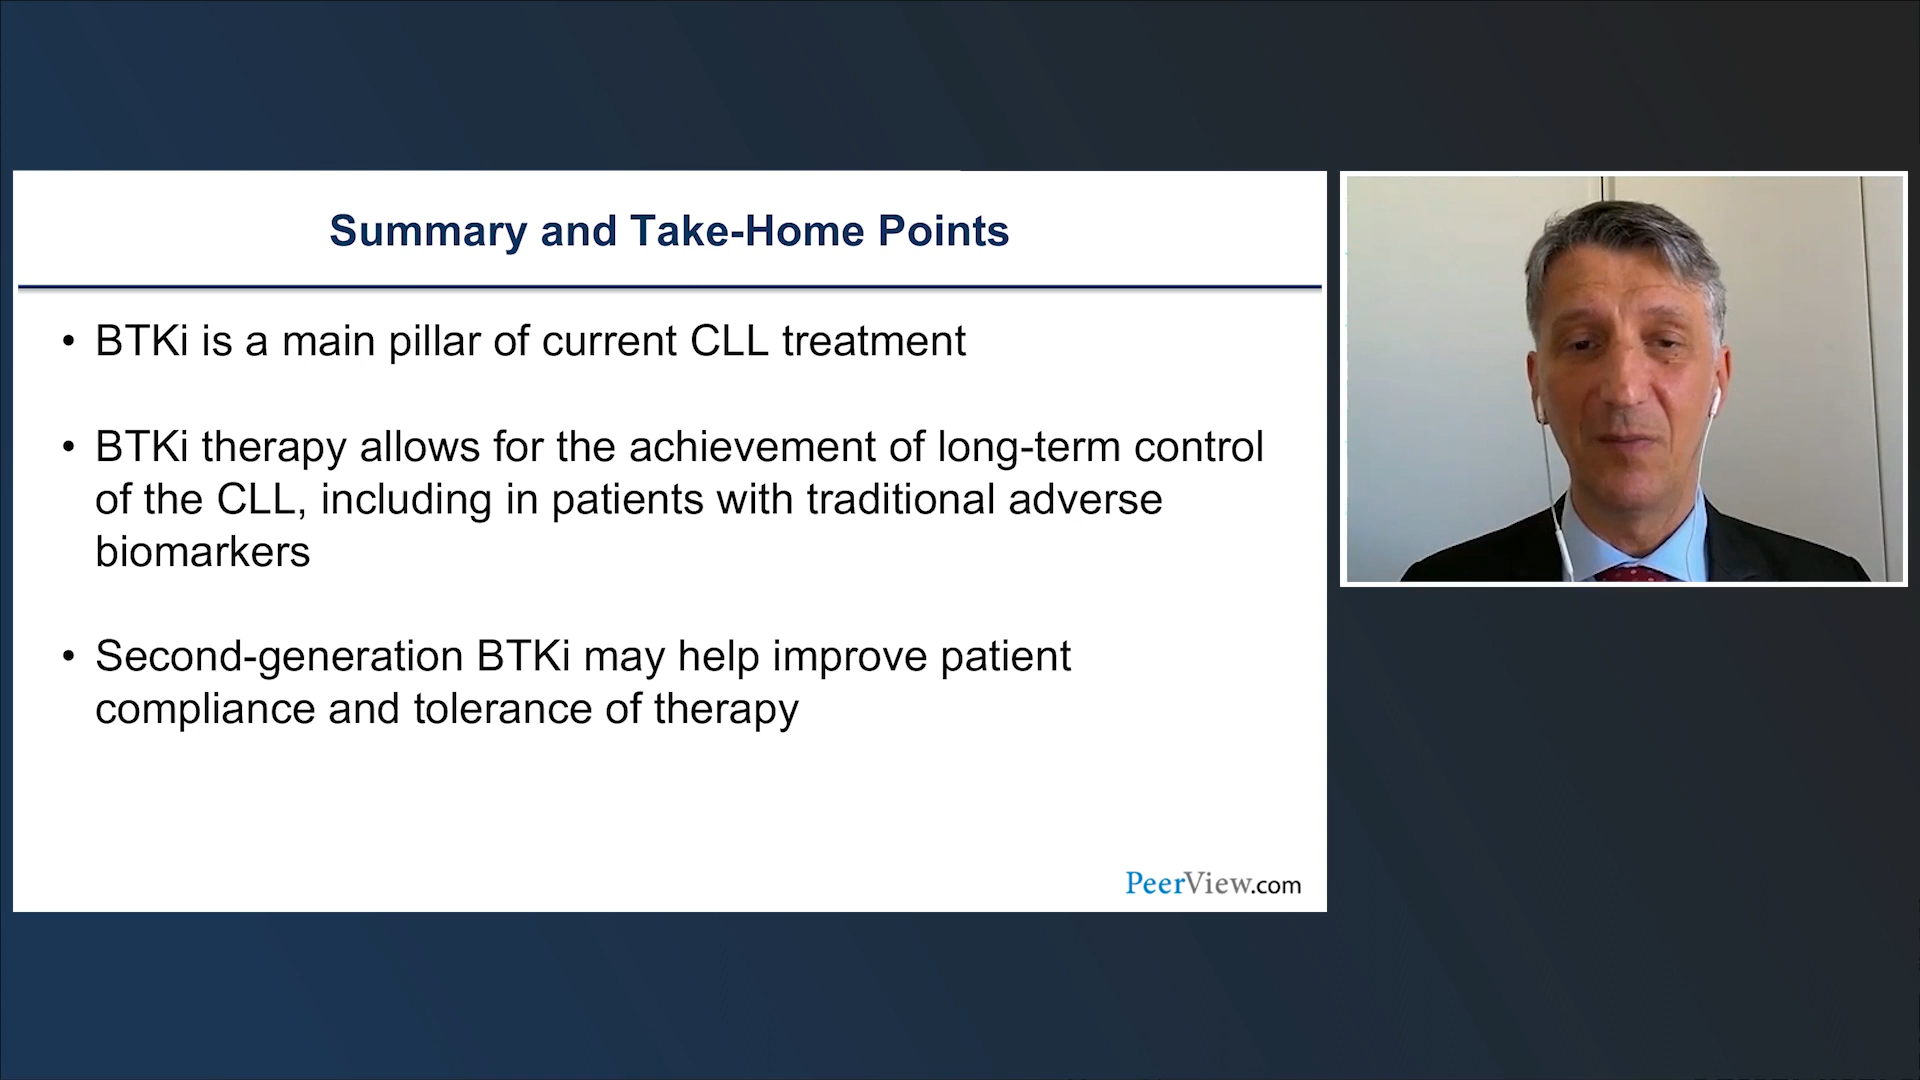 Summary and Take-Home Points
• BTKi is a main pillar of current CLL treatment
• BTKi therapy allows for the achievement of long-term control
of the CLL, including in patients with traditional adverse
biomarkers
• Second-generation BTKi may help improve patient
compliance and tolerance of therapy
PeerView.com